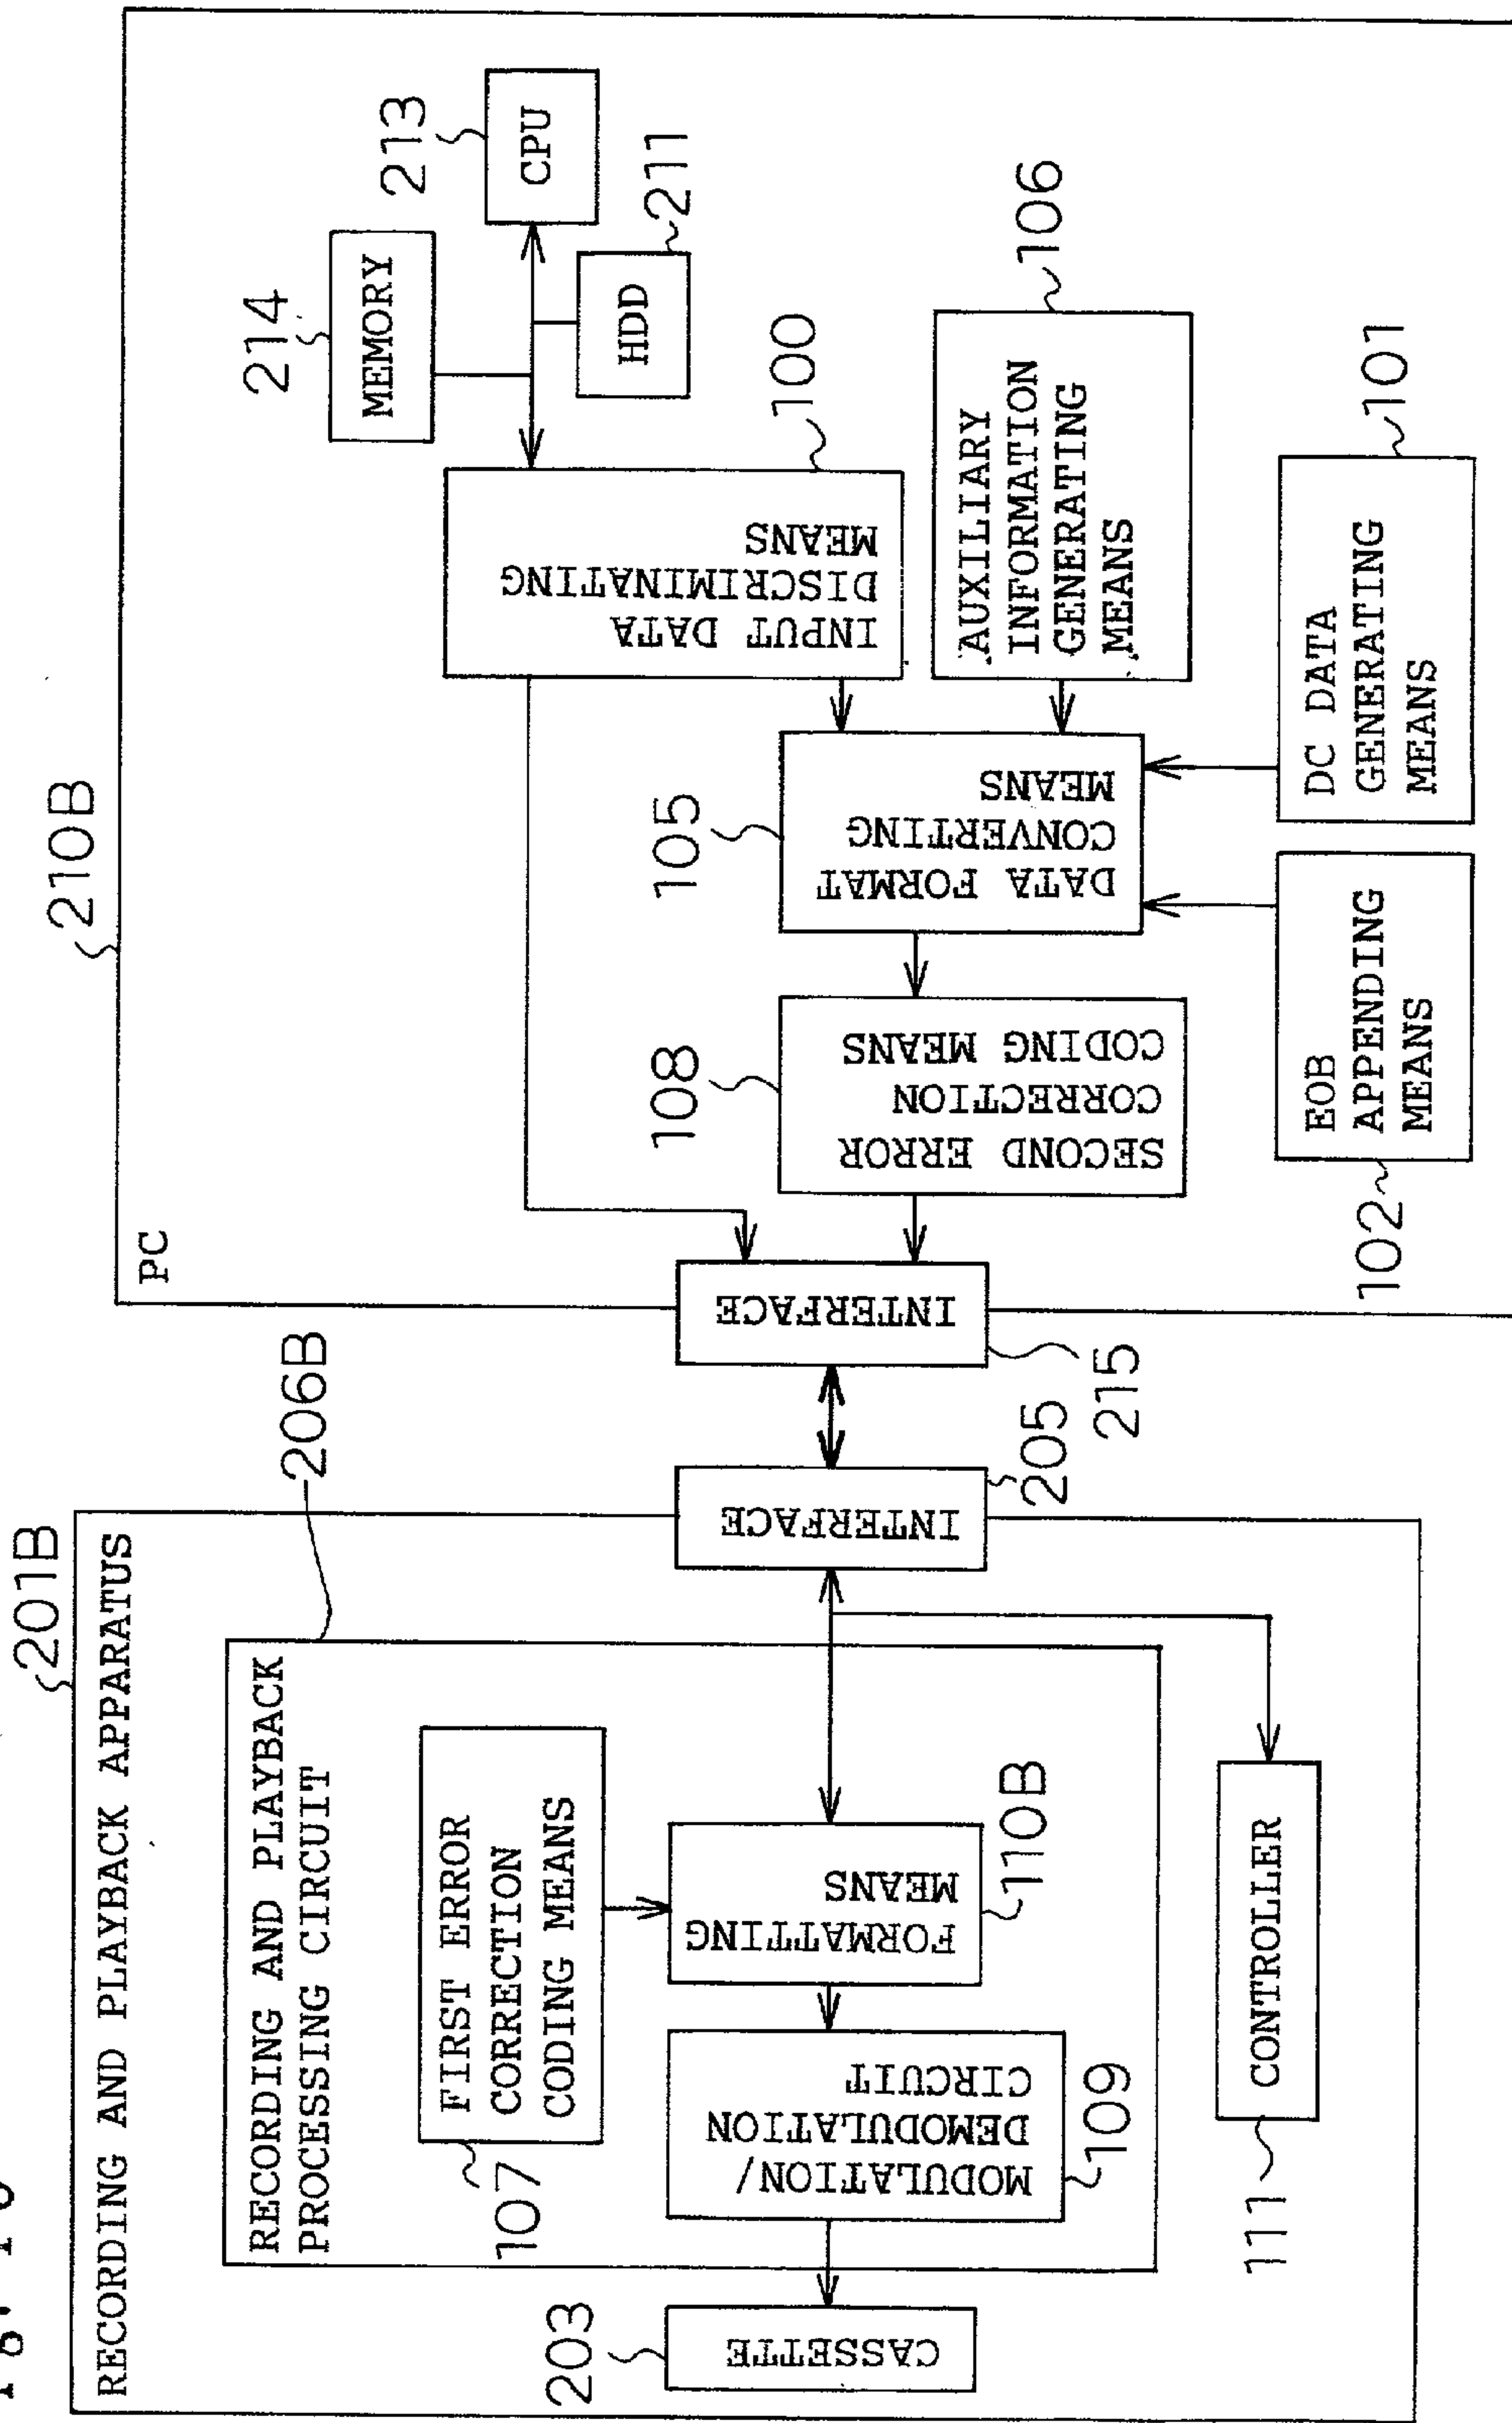 201B
RECORDING AND PLAYBACK APPARATUS
206B
RECORDING AND PLAYBACK
PROCESSING CIRCUIT
FIRST ERROR
CORRECTION
CODING MEANS
107
203
CASSETTE
MODULATION/
DEMODULATION
CIRCUIT
109
FORMATTING
MEANS
110B
CONTROLLER
111
INTERFACE
205
210B
PC
INTERFACE
215
214
MEMORY
213
CPU
HDD
211
INPUT DATA
DISCRIMINATING
MEANS
100
108
SECOND ERROR
CORRECTION
CODING MEANS
105
DATA FORMAT
CONVERTING
MEANS
AUXILIARY
INFORMATION
GENERATING
MEANS
106
EOB
APPENDING
MEANS
102
DC DATA
GENERATING
MEANS
101